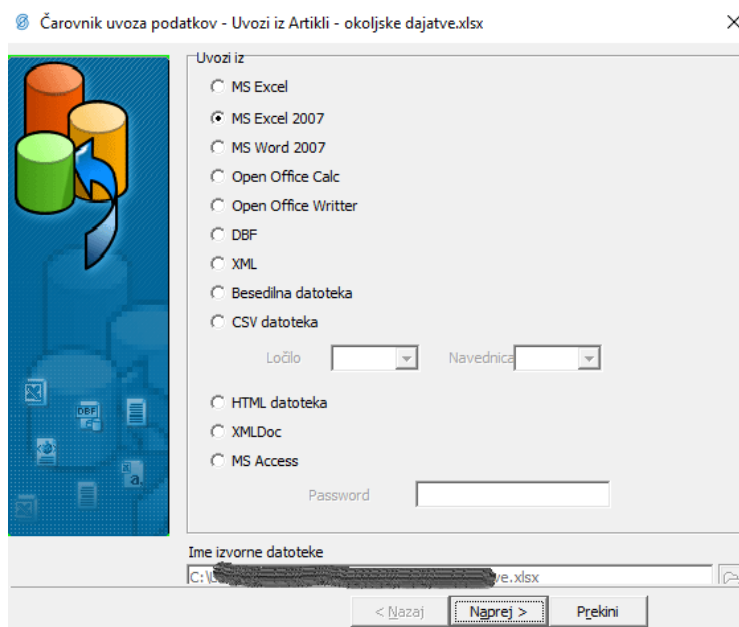 Čarovnik uvoza podatkov - Uvozi iz Artikli - okoljske dajatve.xlsx
Uvozi iz
MS Excel
MS Excel 2007
MS Word 2007
Open Office Calc
Open Office Writter
DBF
XML
Besedilna datoteka
CSV datoteka
Ločilo Navednica
HTML datoteka
XMLDoc
MS Access
Password
Ime izvorne datoteke
C:\ ve.xlsx
< Nazaj Naprej > Prekini